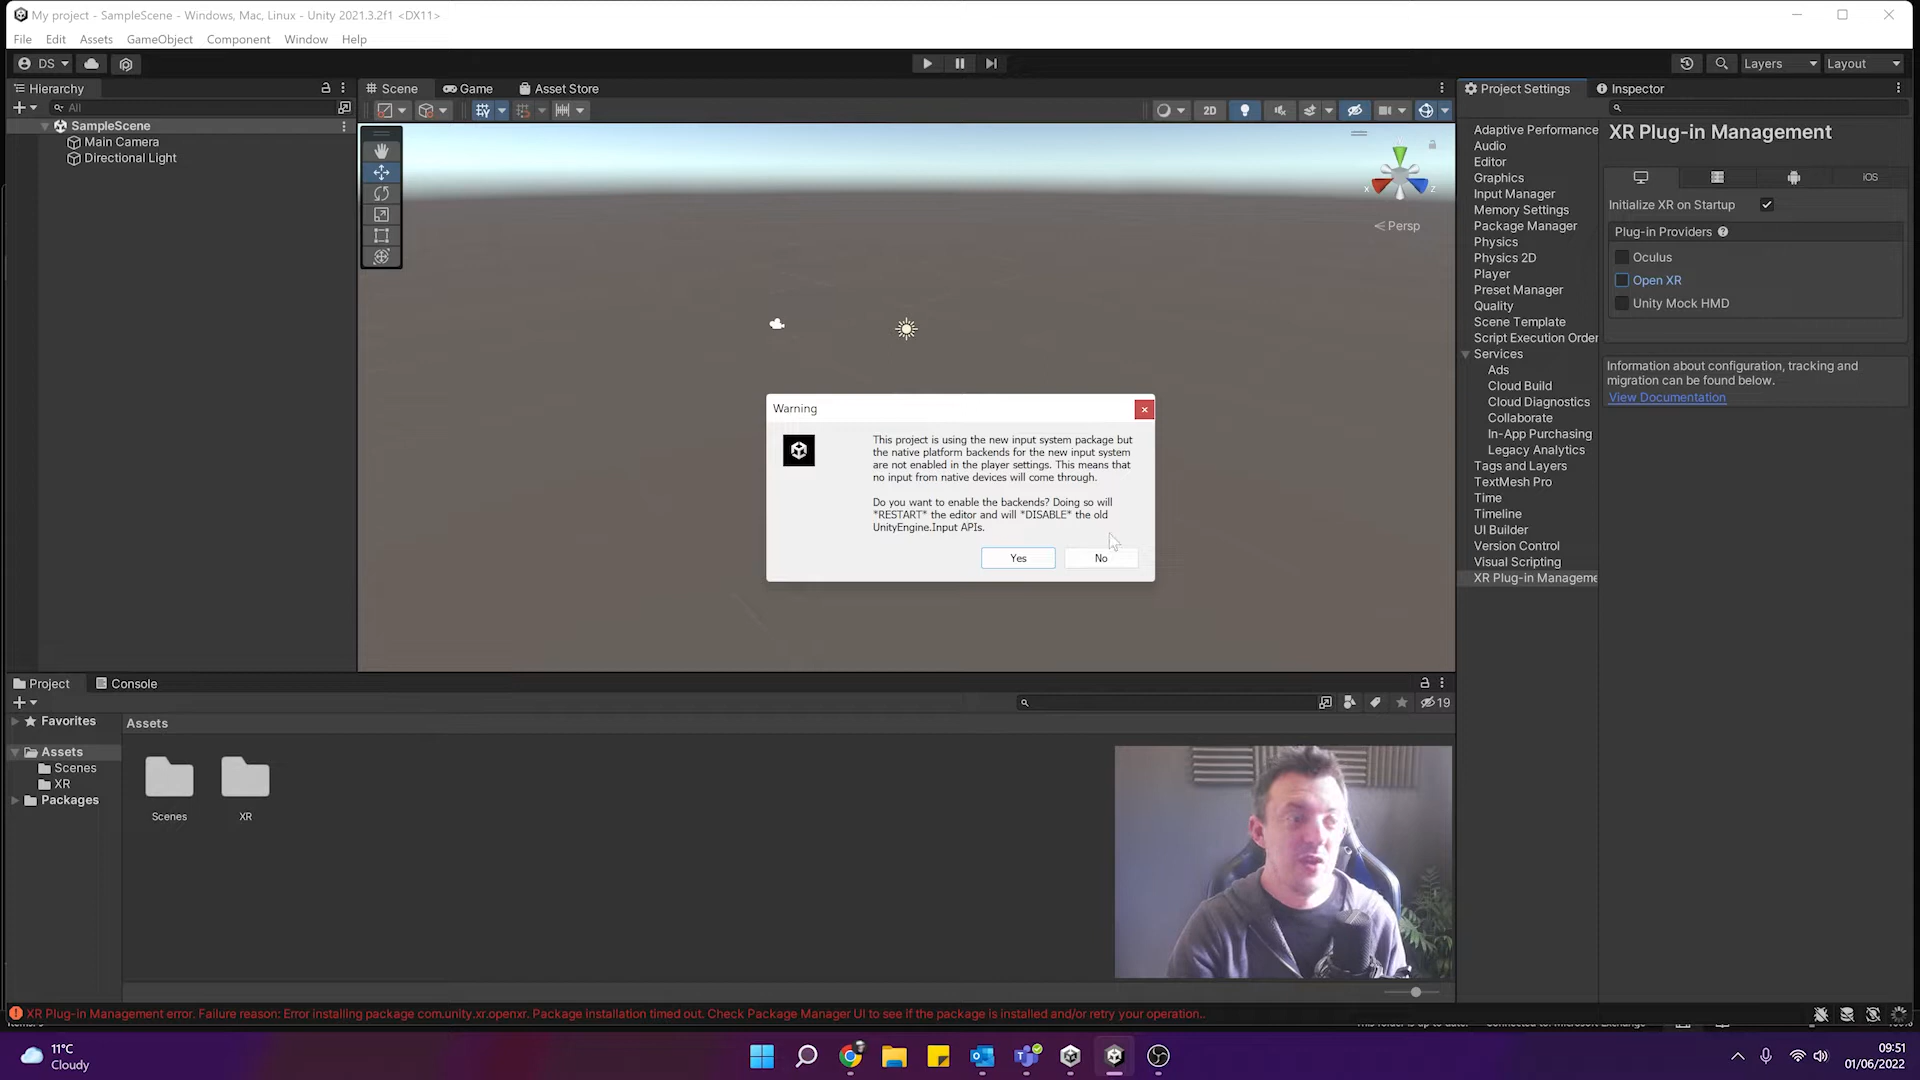 My project - SampleScene - Windows, Mac, Linux - Unity 2021.3.2f1 <DX11>
File Edit Assets GameObject Component Window Help
DS
Layers Layout
Hierarchy
All
SampleScene
Main Camera
Directional Light
Scene Game Asset Store
2D
x
z
Persp
Project Settings Inspector
Adaptive Performance
Audio
Editor
Graphics
Input Manager
Memory Settings
Package Manager
Physics
Physics 2D
Player
Preset Manager
Quality
Scene Template
Script Execution Order
Services
Ads
Cloud Build
Cloud Diagnostics
Collaborate
In-App Purchasing
Legacy Analytics
Tags and Layers
TextMesh Pro
Time
Timeline
UI Builder
Version Control
Visual Scripting
XR Plug-in Manageme
XR Plug-in Management
iOS
Initialize XR on Startup
Plug-in Providers
Oculus
Open XR
Unity Mock HMD
Information about configuration, tracking and
migration can be found below.
View Documentation
Warning
This project is using the new input system package but
the native platform backends for the new input system
are not enabled in the player settings. This means that
no input from native devices will come through.
Do you want to enable the backends? Doing so will
*RESTART* the editor and will *DISABLE* the old
UnityEngine.Input APIs.
Yes No
Project Console
19
Favorites
Assets
Scenes
XR
Packages
Assets
Scenes XR
XR Plug-in Management error. Failure reason: Error installing package com.unity.xr.openxr. Package installation timed out. Check Package Manager UI to see if the package is installed and/or retry your operation..
11°C
Cloudy
09:51
01/06/2022